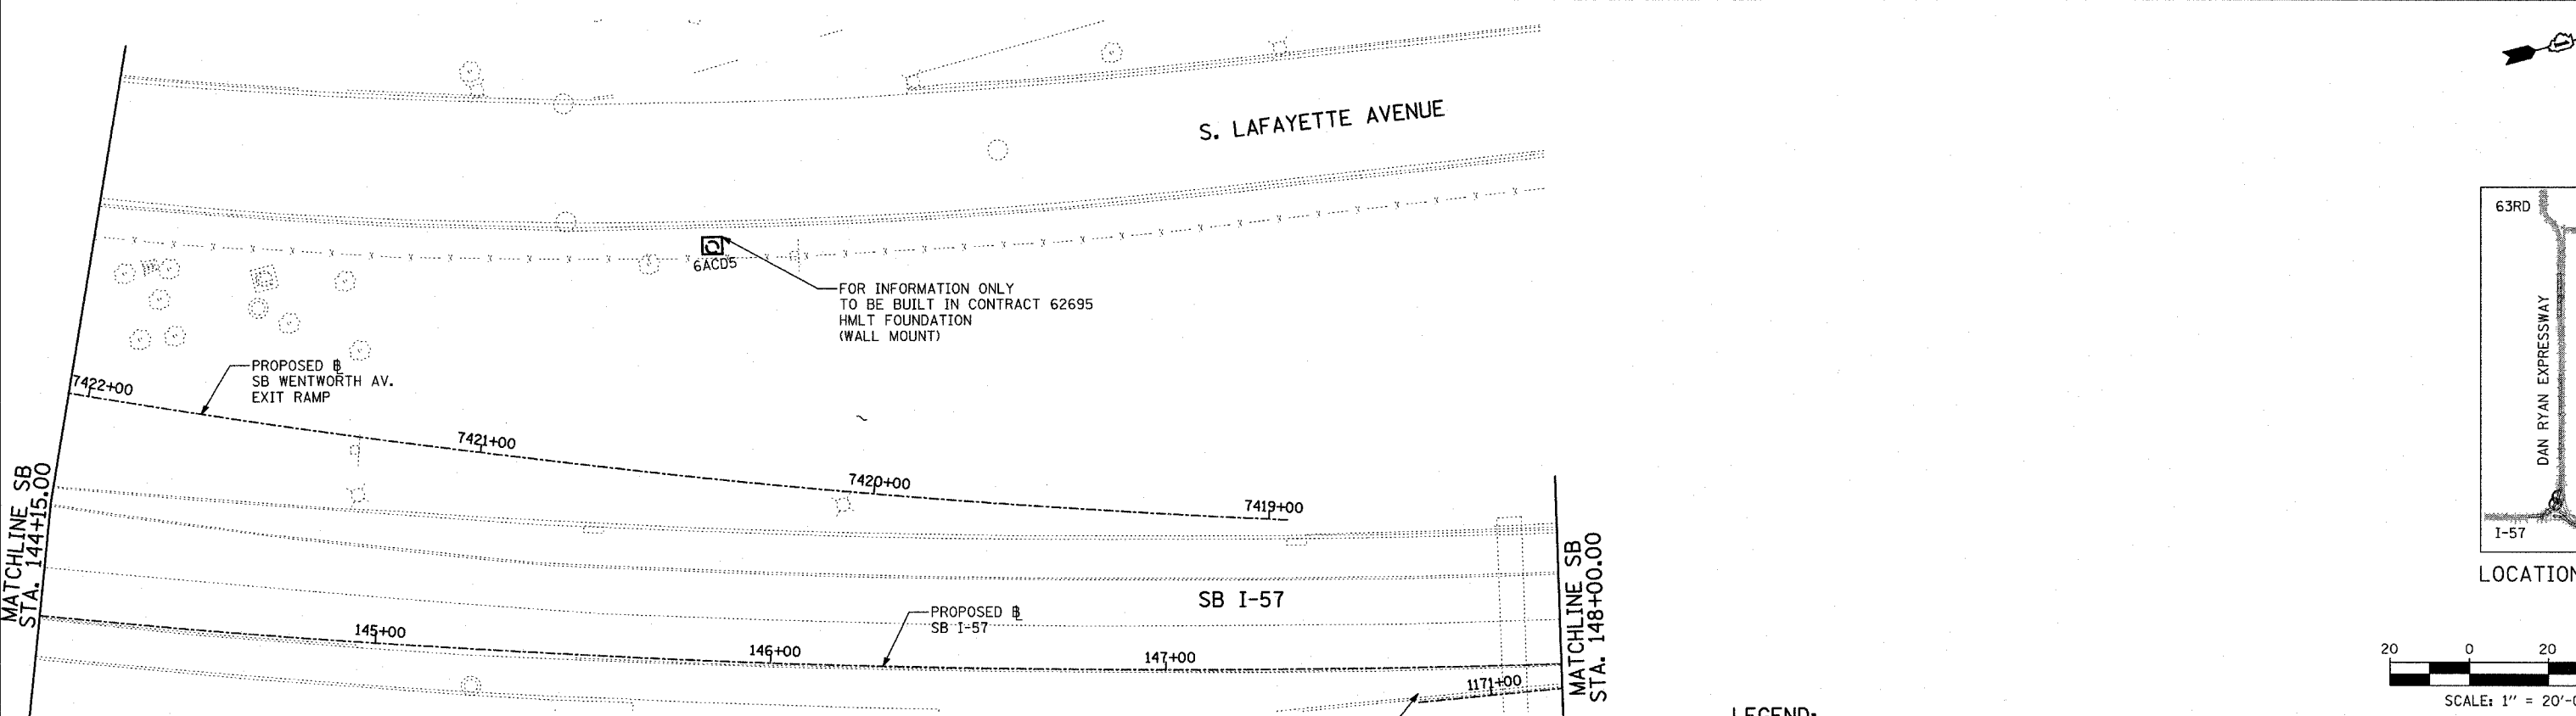 S. LAFAYETTE AVENUE
6ACD5
FOR INFORMATION ONLY
TO BE BUILT IN CONTRACT 62695
HMLT FOUNDATION
(WALL MOUNT)
PROPOSED ℄
SB WENTWORTH AV.
EXIT RAMP
7422+00
7421+00
7420+00
7419+00
MATCHLINE SB
STA. 144+15.00
SB I-57
PROPOSED ℄
SB I-57
145+00
146+00
147+00
1171+00
MATCHLINE SB
STA. 148+00.00
63RD
DAN RYAN EXPRESSWAY
I-57
LOCATION
20 0 20
SCALE: 1" = 20'-0
LEGEND: